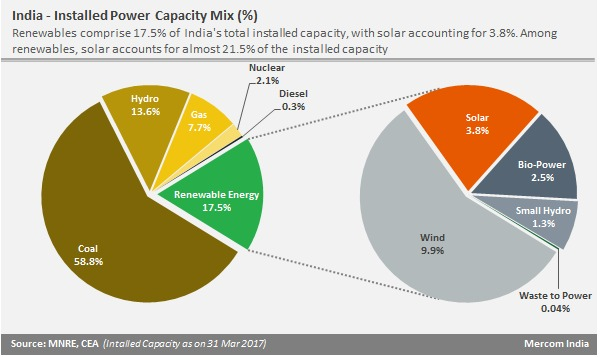 India - Installed Power Capacity Mix (%)
Renewables comprise 17.5% of India's total installed capacity, with solar accounting for 3.8%. Among
renewables, solar accounts for almost 21.5% of the installed capacity
Nuclear
2.1%
Diesel
0.3%
Hydro
13.6%
Gas
7.7%
Renewable Energy
17.5%
Coal
58.8%
Solar
3.8%
Bio-Power
2.5%
Small Hydro
1.3%
Wind
9.9%
Waste to Power
0.04%
Source: MNRE, CEA (Intalled Capacity as on 31 Mar 2017)
Mercom India